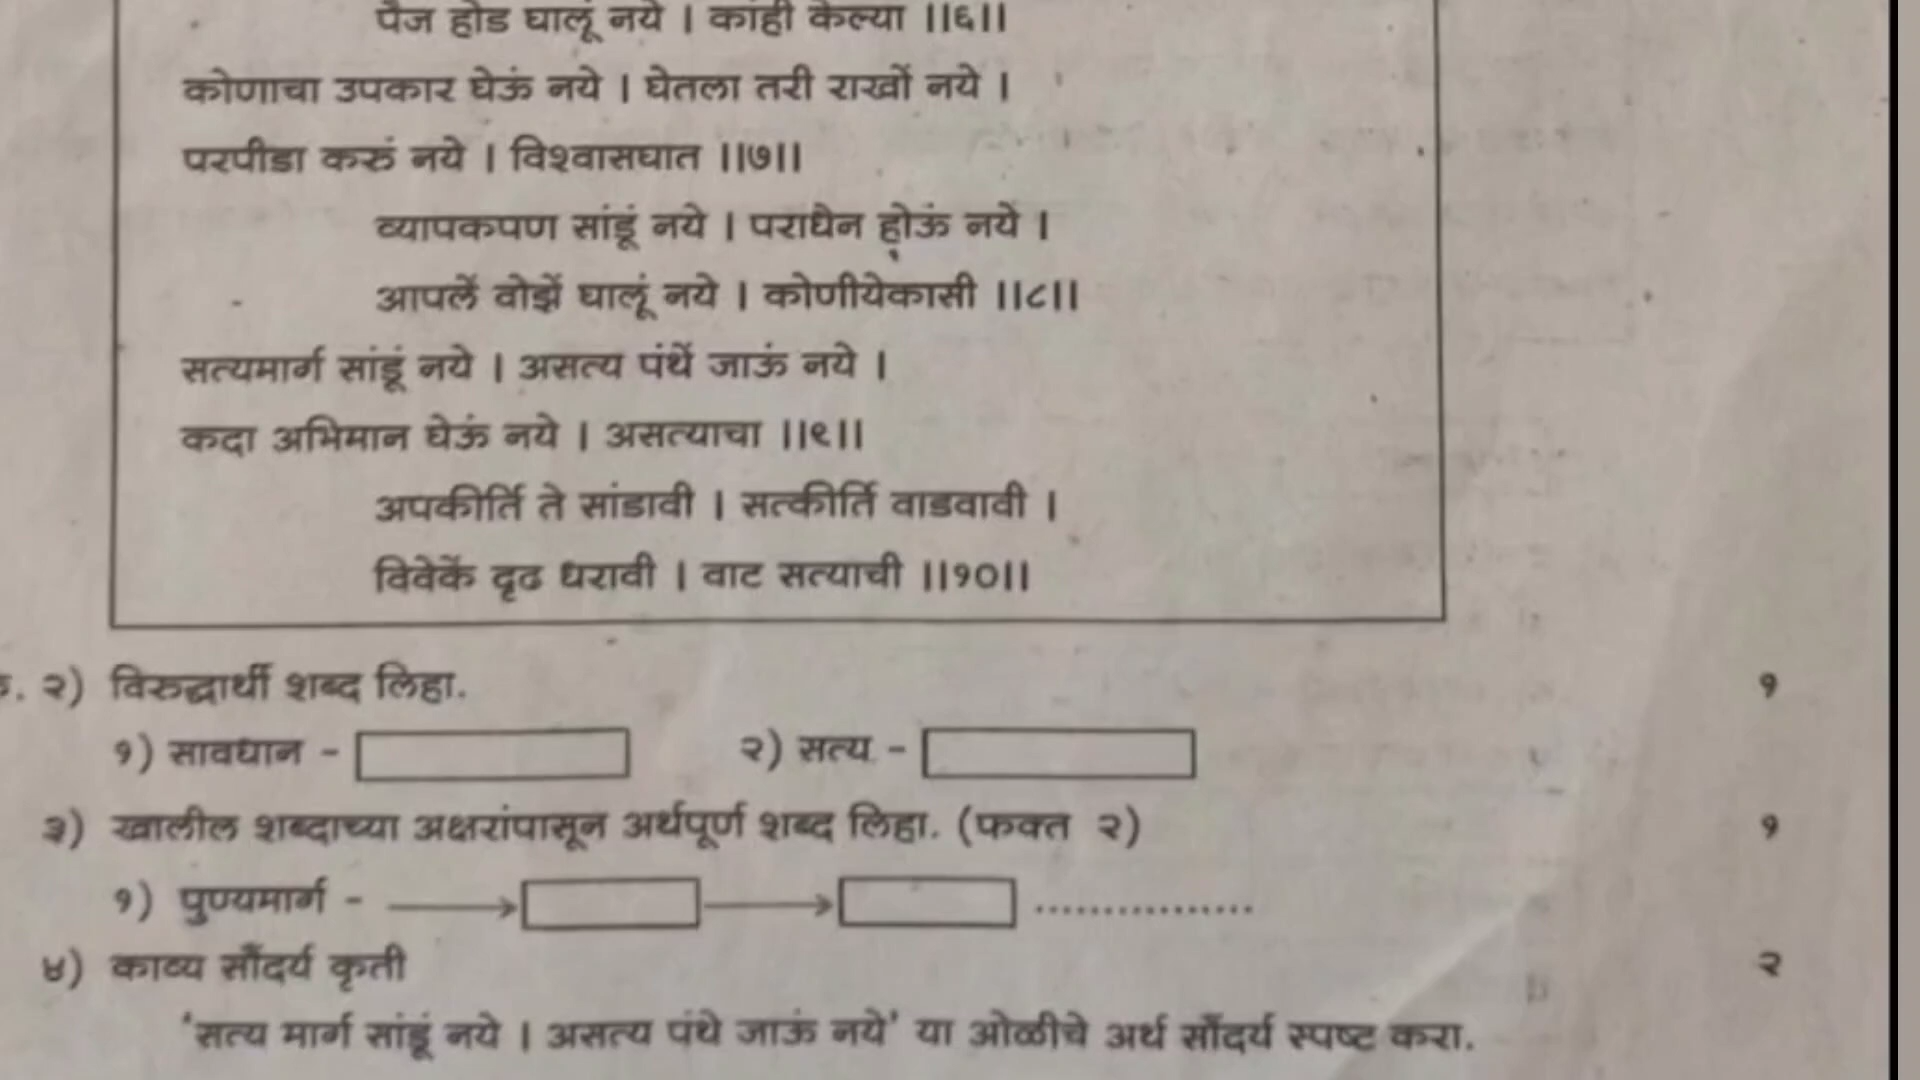 पैज होड घालूं नये । कांही केल्या ।।६।।
कोणाचा उपकार घेऊं नये । घेतला तरी राखों नये ।
परपीडा करुं नये । विश्वासघात ।।७।।
व्यापकपण सांडूं नये । पराधेन होऊं नये ।
आपलें वोझें घालूं नये । कोणीयेकासी ।।८।।
सत्यमार्ग सांडूं नये । असत्य पंथें जाऊं नये ।
कदा अभिमान घेऊं नये । असत्याचा ।।९।।
अपकीर्ति ते सांडावी । सत्कीर्ति वाडवावी ।
विवेकें दृढ धरावी । वाट सत्याची ।।१०।।
२) विरुद्धार्थी शब्द लिहा. १
१) सावधान - २) सत्य -
३) खालील शब्दाच्या अक्षरांपासून अर्थपूर्ण शब्द लिहा. (फक्त २) १
१) पुण्यमार्ग - ................
४) काव्य सौंदर्य कृती २
'सत्य मार्ग सांडूं नये । असत्य पंथे जाऊं नये' या ओळीचे अर्थ सौंदर्य स्पष्ट करा.